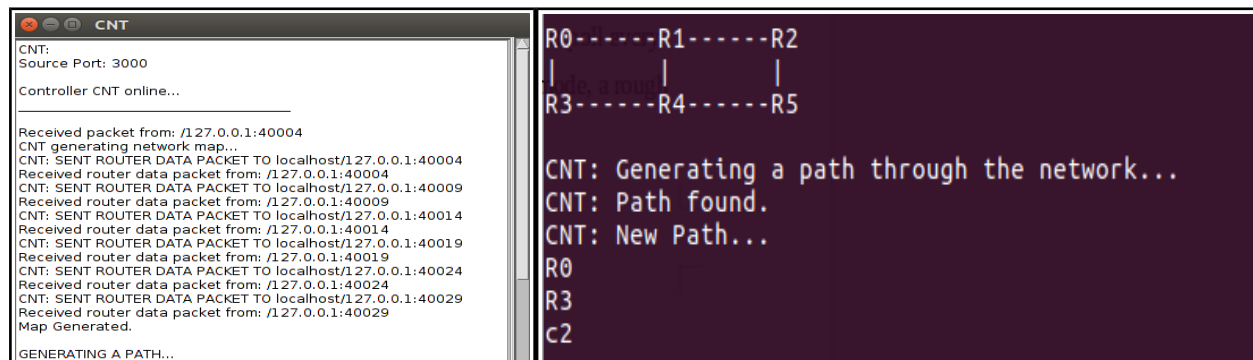 CNT
CNT:
Source Port: 3000
Controller CNT online...
Received packet from: /127.0.0.1:40004
CNT generating network map...
CNT: SENT ROUTER DATA PACKET TO localhost/127.0.0.1:40004
Received router data packet from: /127.0.0.1:40004
CNT: SENT ROUTER DATA PACKET TO localhost/127.0.0.1:40009
Received router data packet from: /127.0.0.1:40009
CNT: SENT ROUTER DATA PACKET TO localhost/127.0.0.1:40014
Received router data packet from: /127.0.0.1:40014
CNT: SENT ROUTER DATA PACKET TO localhost/127.0.0.1:40019
Received router data packet from: /127.0.0.1:40019
CNT: SENT ROUTER DATA PACKET TO localhost/127.0.0.1:40024
Received router data packet from: /127.0.0.1:40024
CNT: SENT ROUTER DATA PACKET TO localhost/127.0.0.1:40029
Received router data packet from: /127.0.0.1:40029
Map Generated.
GENERATING A PATH...
R0------R1------R2
|       |       |
R3------R4------R5
CNT: Generating a path through the network...
CNT: Path found.
CNT: New Path...
R0
R3
c2